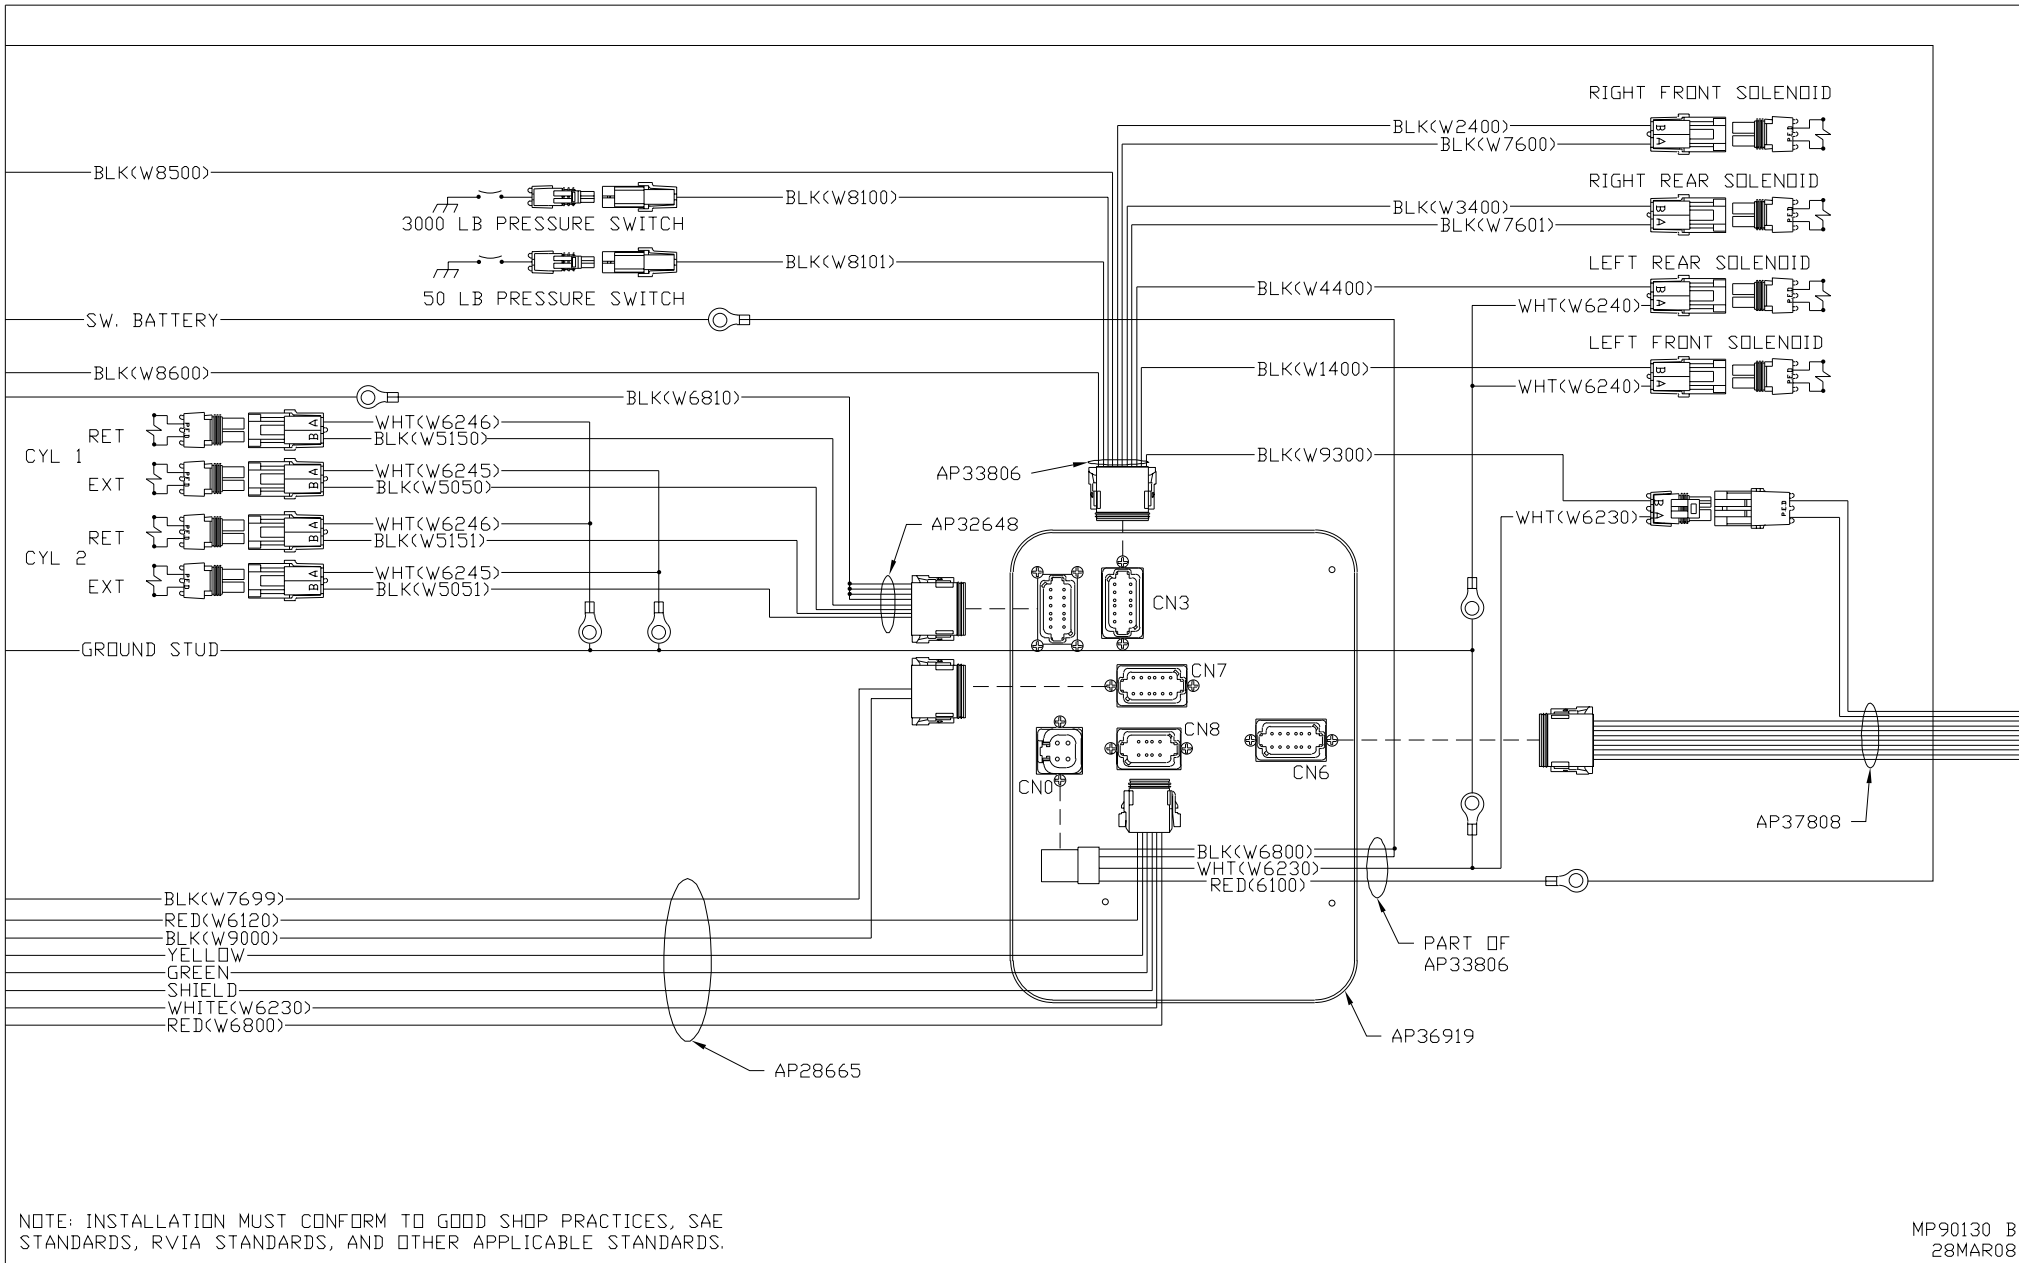 RIGHT FRONT SOLENOID
BLK(W2400)
BLK(W7600)
B
A
BLK(W8500)
RIGHT REAR SOLENOID
BLK(W8100)
BLK(W3400)
3000 LB PRESSURE SWITCH
BLK(W7601)
B
A
BLK(W8101)
LEFT REAR SOLENOID
50 LB PRESSURE SWITCH
BLK(W4400)
WHT(W6240)
B
A
SW. BATTERY
LEFT FRONT SOLENOID
BLK(W8600)
BLK(W1400)
WHT(W6240)
B
A
BLK(W6810)
CYL 1
RET
A
B
WHT(W6246)
BLK(W5150)
EXT
A
B
WHT(W6245)
BLK(W5050)
BLK(W9300)
AP33806
CYL 2
RET
A
B
WHT(W6246)
BLK(W5151)
AP32648
WHT(W6230)
B
A
EXT
A
B
WHT(W6245)
BLK(W5051)
CN3
GROUND STUD
CN7
CN8
CN6
CN0
AP37808
BLK(W6800)
WHT(W6230)
RED(6100)
BLK(W7699)
RED(W6120)
BLK(W9000)
YELLOW
GREEN
SHIELD
WHITE(W6230)
RED(W6800)
PART OF
AP33806
AP36919
AP28665
NOTE: INSTALLATION MUST CONFORM TO GOOD SHOP PRACTICES, SAE
STANDARDS, RVIA STANDARDS, AND OTHER APPLICABLE STANDARDS.
MP90130 B
28MAR08